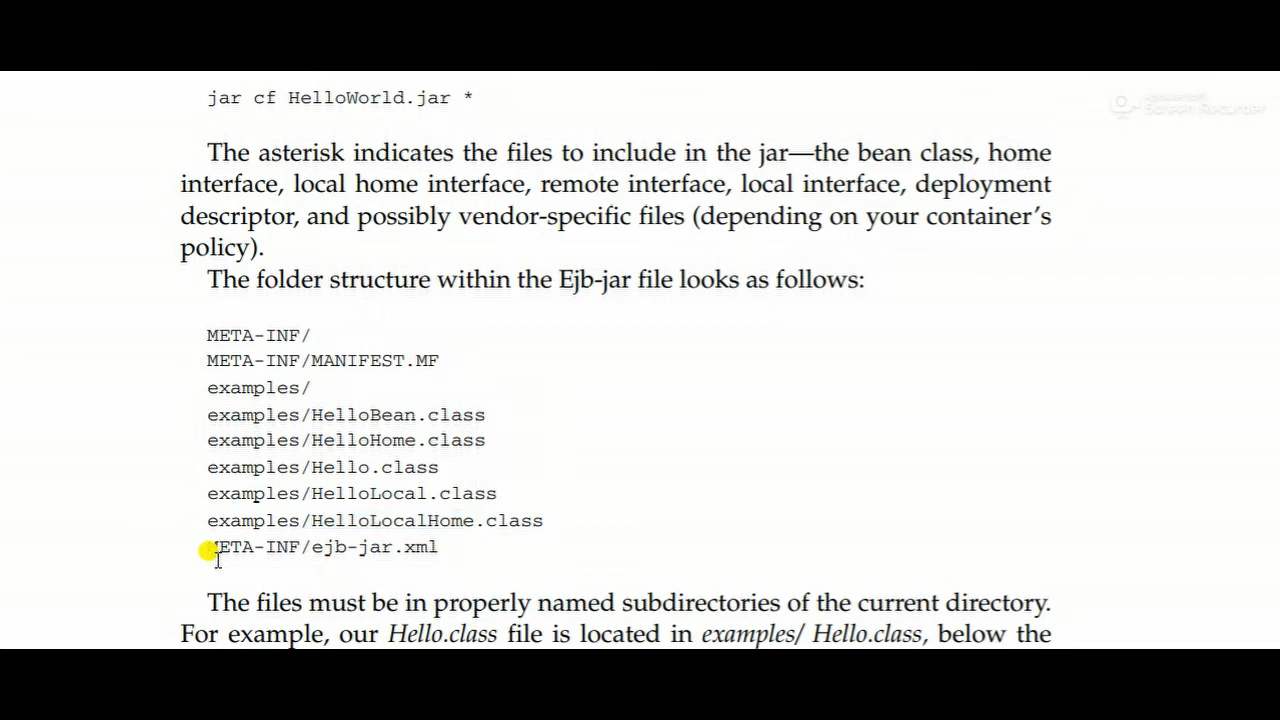 jar cf HelloWorld.jar *
Screen Recorder
The asterisk indicates the files to include in the jar—the bean class, home
interface, local home interface, remote interface, local interface, deployment
descriptor, and possibly vendor-specific files (depending on your container’s
policy).
The folder structure within the Ejb-jar file looks as follows:
META-INF/
META-INF/MANIFEST.MF
examples/
examples/HelloBean.class
examples/HelloHome.class
examples/Hello.class
examples/HelloLocal.class
examples/HelloLocalHome.class
META-INF/ejb-jar.xml
The files must be in properly named subdirectories of the current directory.
For example, our Hello.class file is located in examples/ Hello.class, below the